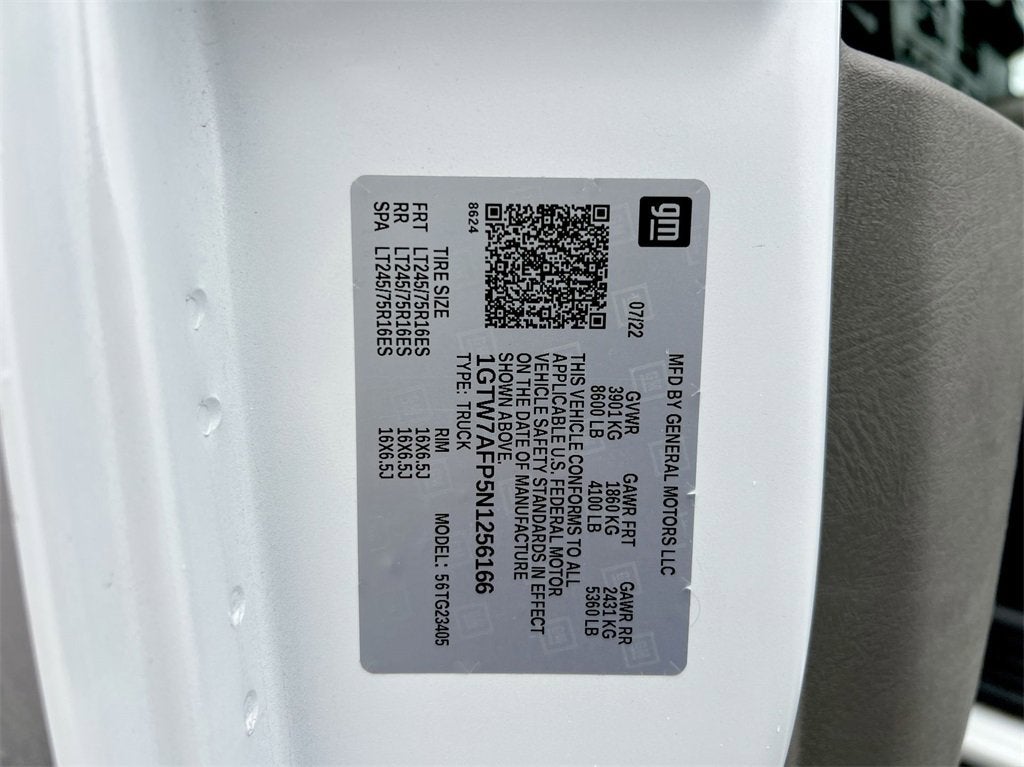 gm
MFD BY GENERAL MOTORS LLC
07/22
GVWR GAWR FRT GAWR RR
3901 KG 1860 KG 2431 KG
8600 LB 4100 LB 5360 LB
THIS VEHICLE CONFORMS TO ALL
APPLICABLE U.S. FEDERAL MOTOR
VEHICLE SAFETY STANDARDS IN EFFECT
ON THE DATE OF MANUFACTURE
SHOWN ABOVE.
1GTW7AFP5N1256166
8624
TYPE: TRUCK MODEL: 56TG23405
TIRE SIZE RIM
FRT LT245/75R16ES 16X6.5J
RR LT245/75R16ES 16X6.5J
SPA LT245/75R16ES 16X6.5J